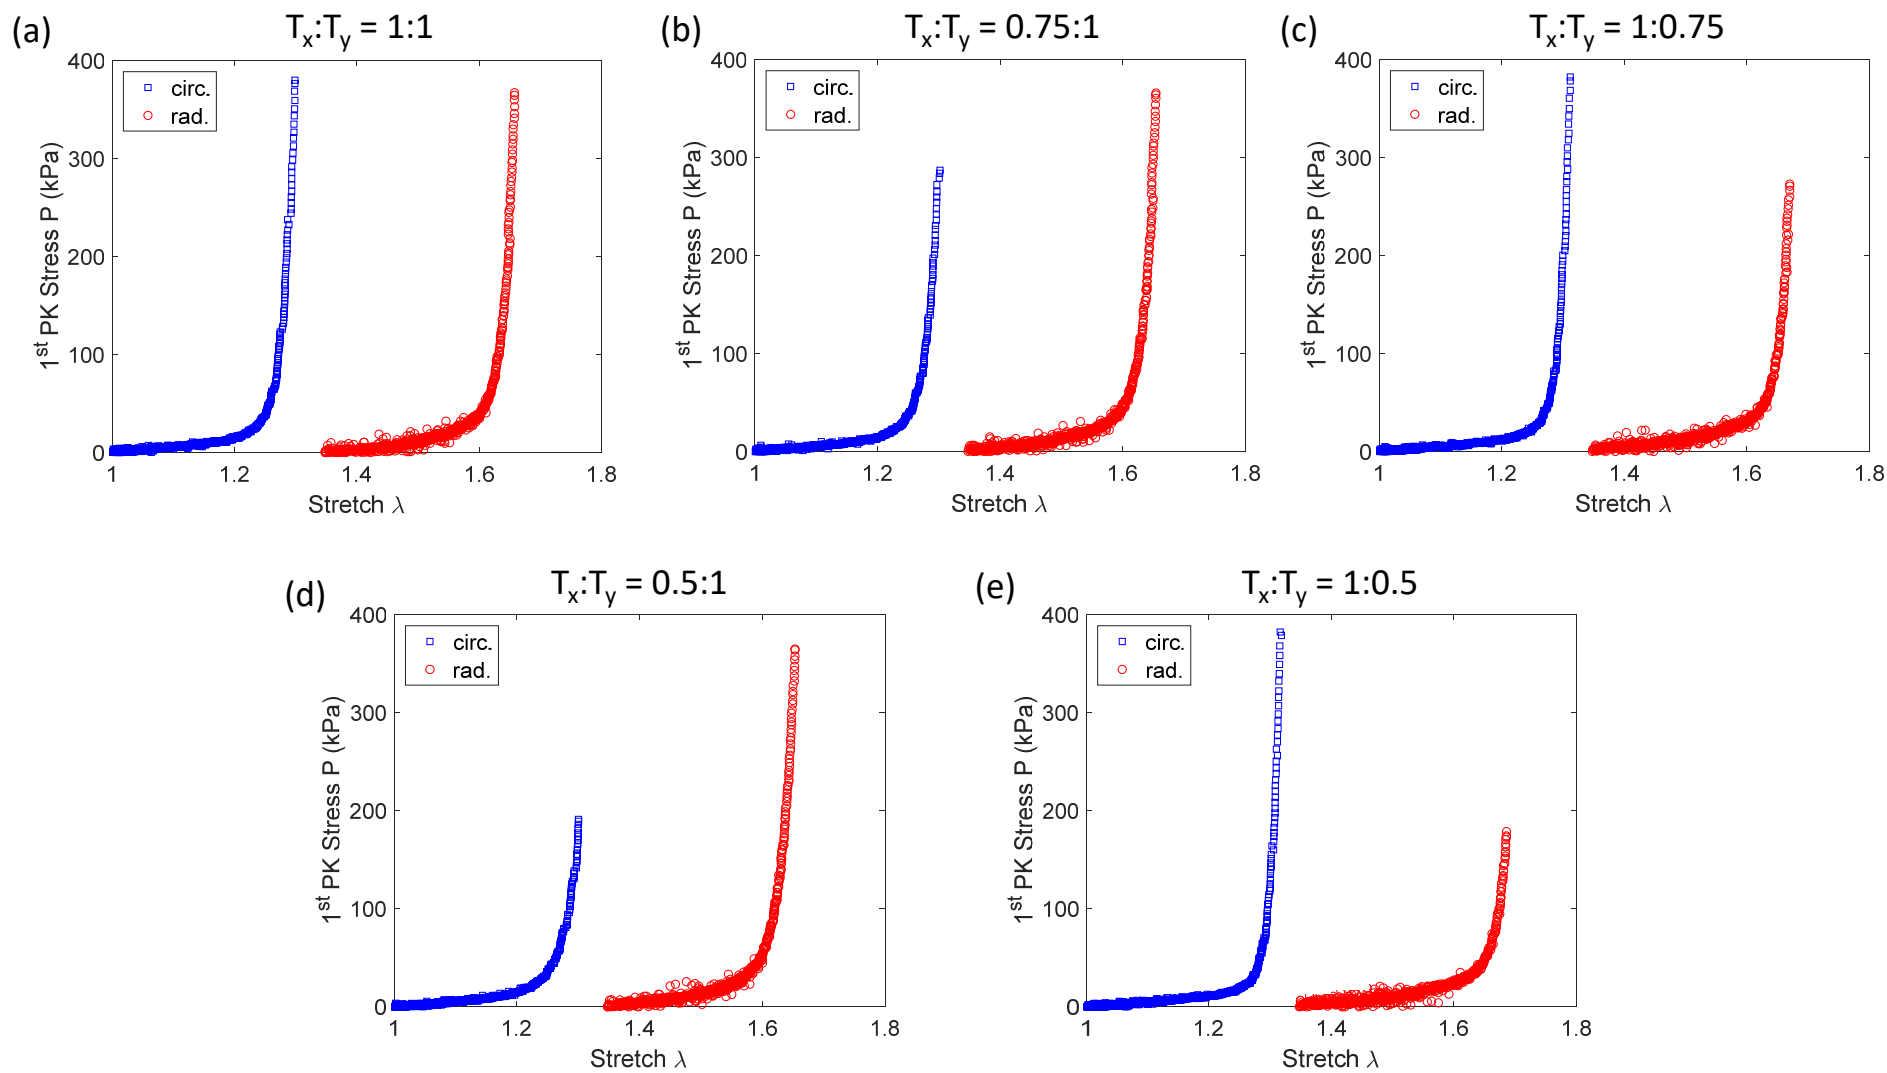 (a)
Tx:Ty = 1:1
400
300
200
100
0
1
1.2
1.4
1.6
1.8
circ.
rad.
1st PK Stress P (kPa)
Stretch λ
(b)
Tx:Ty = 0.75:1
400
300
200
100
0
1
1.2
1.4
1.6
1.8
circ.
rad.
1st PK Stress P (kPa)
Stretch λ
(c)
Tx:Ty = 1:0.75
400
300
200
100
0
1
1.2
1.4
1.6
1.8
circ.
rad.
1st PK Stress P (kPa)
Stretch λ
(d)
Tx:Ty = 0.5:1
400
300
200
100
0
1
1.2
1.4
1.6
1.8
circ.
rad.
1st PK Stress P (kPa)
Stretch λ
(e)
Tx:Ty = 1:0.5
400
300
200
100
0
1
1.2
1.4
1.6
1.8
circ.
rad.
1st PK Stress P (kPa)
Stretch λ